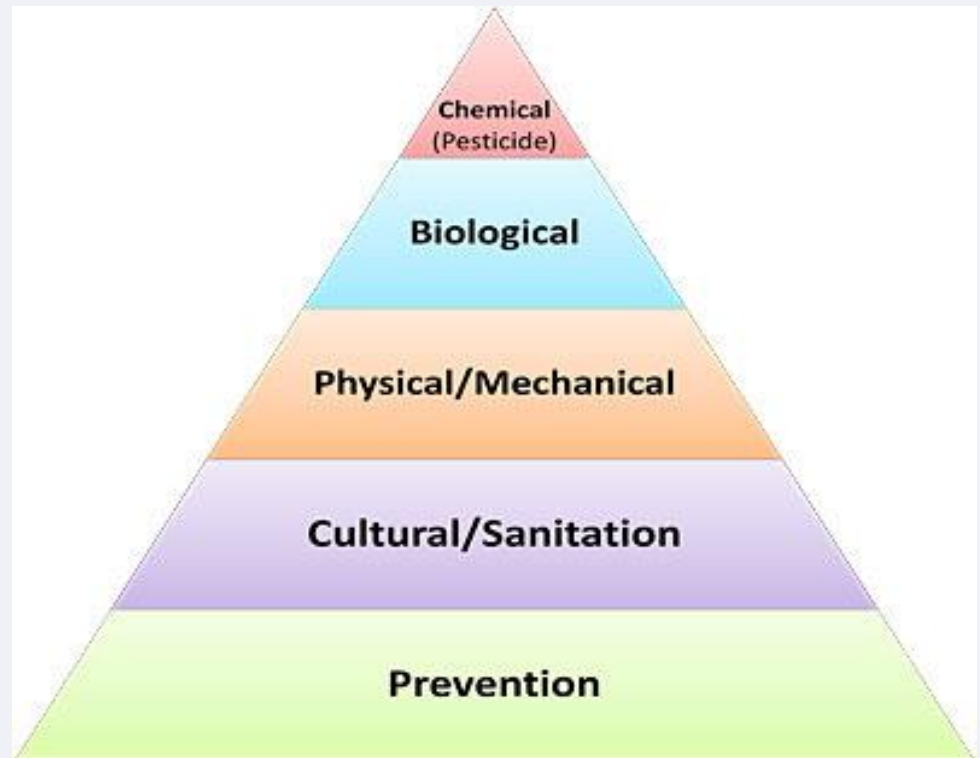 Chemical
(Pesticide)
Biological
Physical/Mechanical
Cultural/Sanitation
Prevention